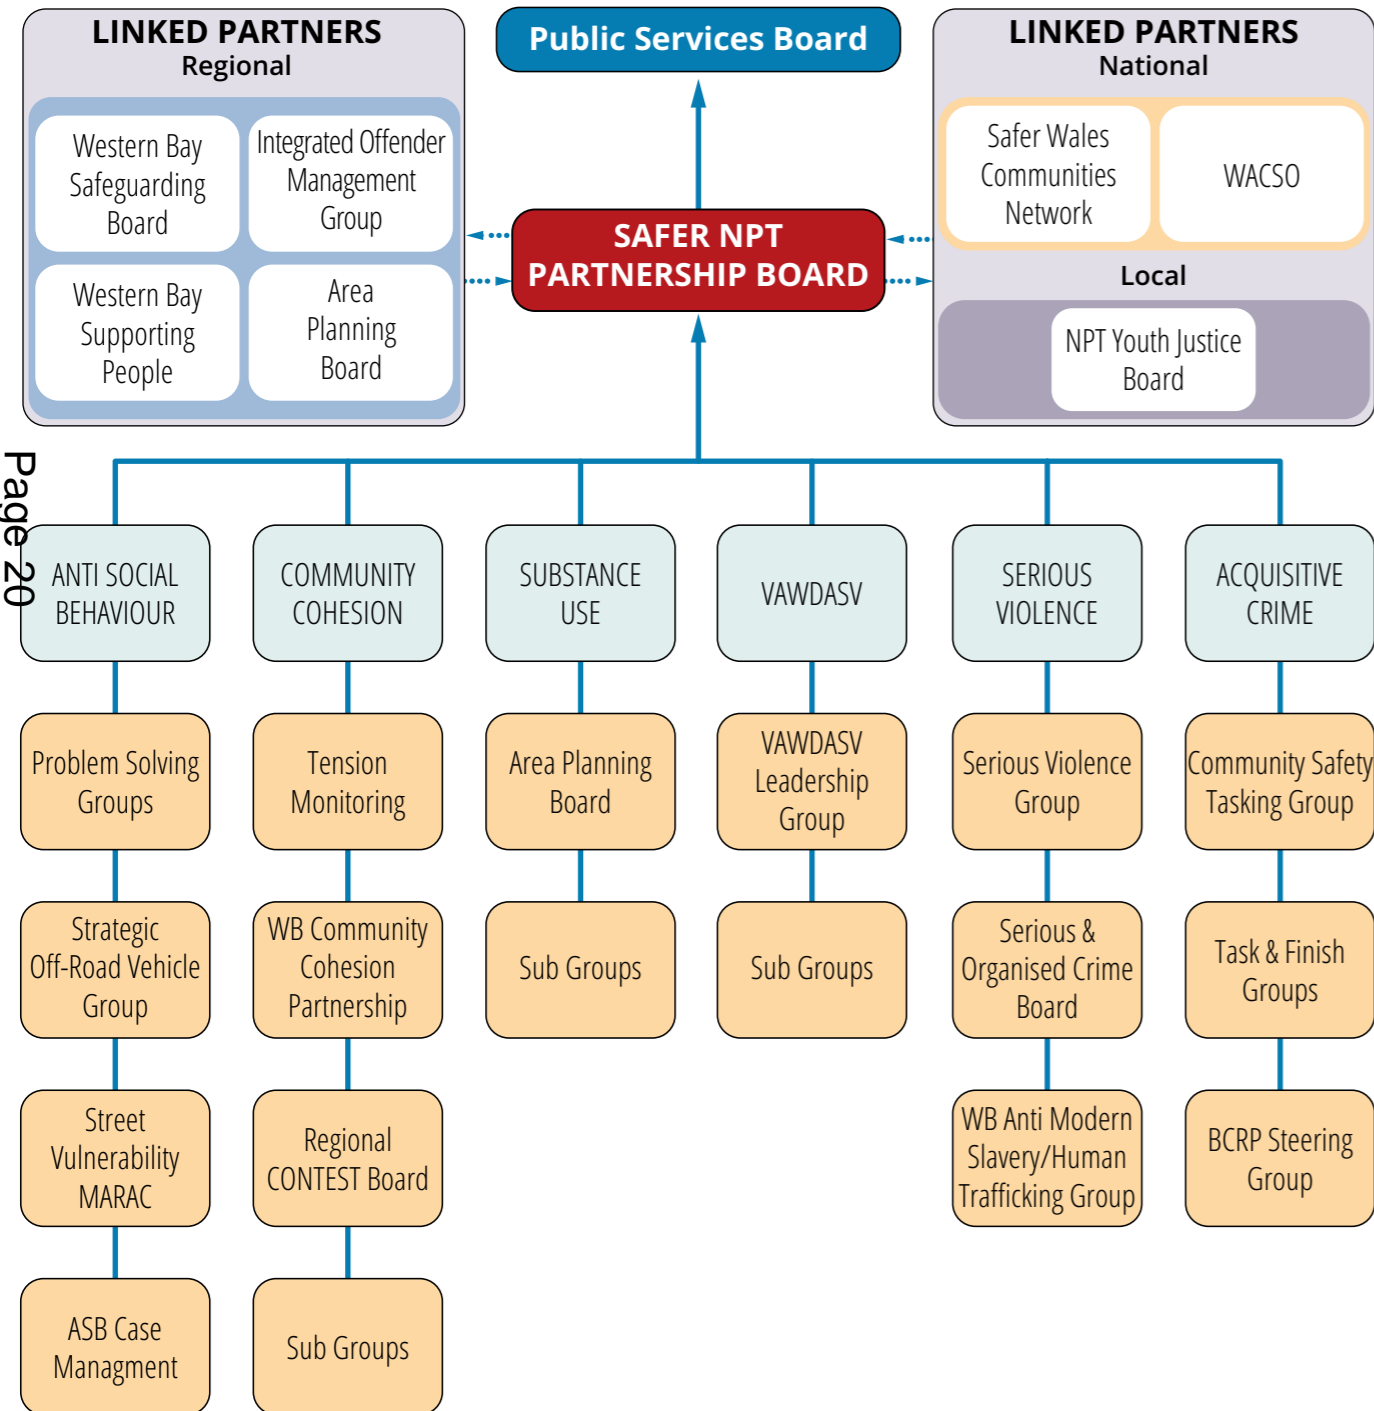 LINKED PARTNERS
Regional
Western Bay
Safeguarding
Board
Integrated Offender
Management
Group
Western Bay
Supporting
People
Area
Planning
Board
Public Services Board
SAFER NPT
PARTNERSHIP BOARD
LINKED PARTNERS
National
Safer Wales
Communities
Network
WACSO
Local
NPT Youth Justice
Board
Page 20
ANTI SOCIAL
BEHAVIOUR
Problem Solving
Groups
Strategic
Off-Road Vehicle
Group
Street
Vulnerability
MARAC
ASB Case
Managment
COMMUNITY
COHESION
Tension
Monitoring
WB Community
Cohesion
Partnership
Regional
CONTEST Board
Sub Groups
SUBSTANCE
USE
Area Planning
Board
Sub Groups
VAWDASV
VAWDASV
Leadership
Group
Sub Groups
SERIOUS
VIOLENCE
Serious Violence
Group
Serious &
Organised Crime
Board
WB Anti Modern
Slavery/Human
Trafficking Group
ACQUISITIVE
CRIME
Community Safety
Tasking Group
Task & Finish
Groups
BCRP Steering
Group